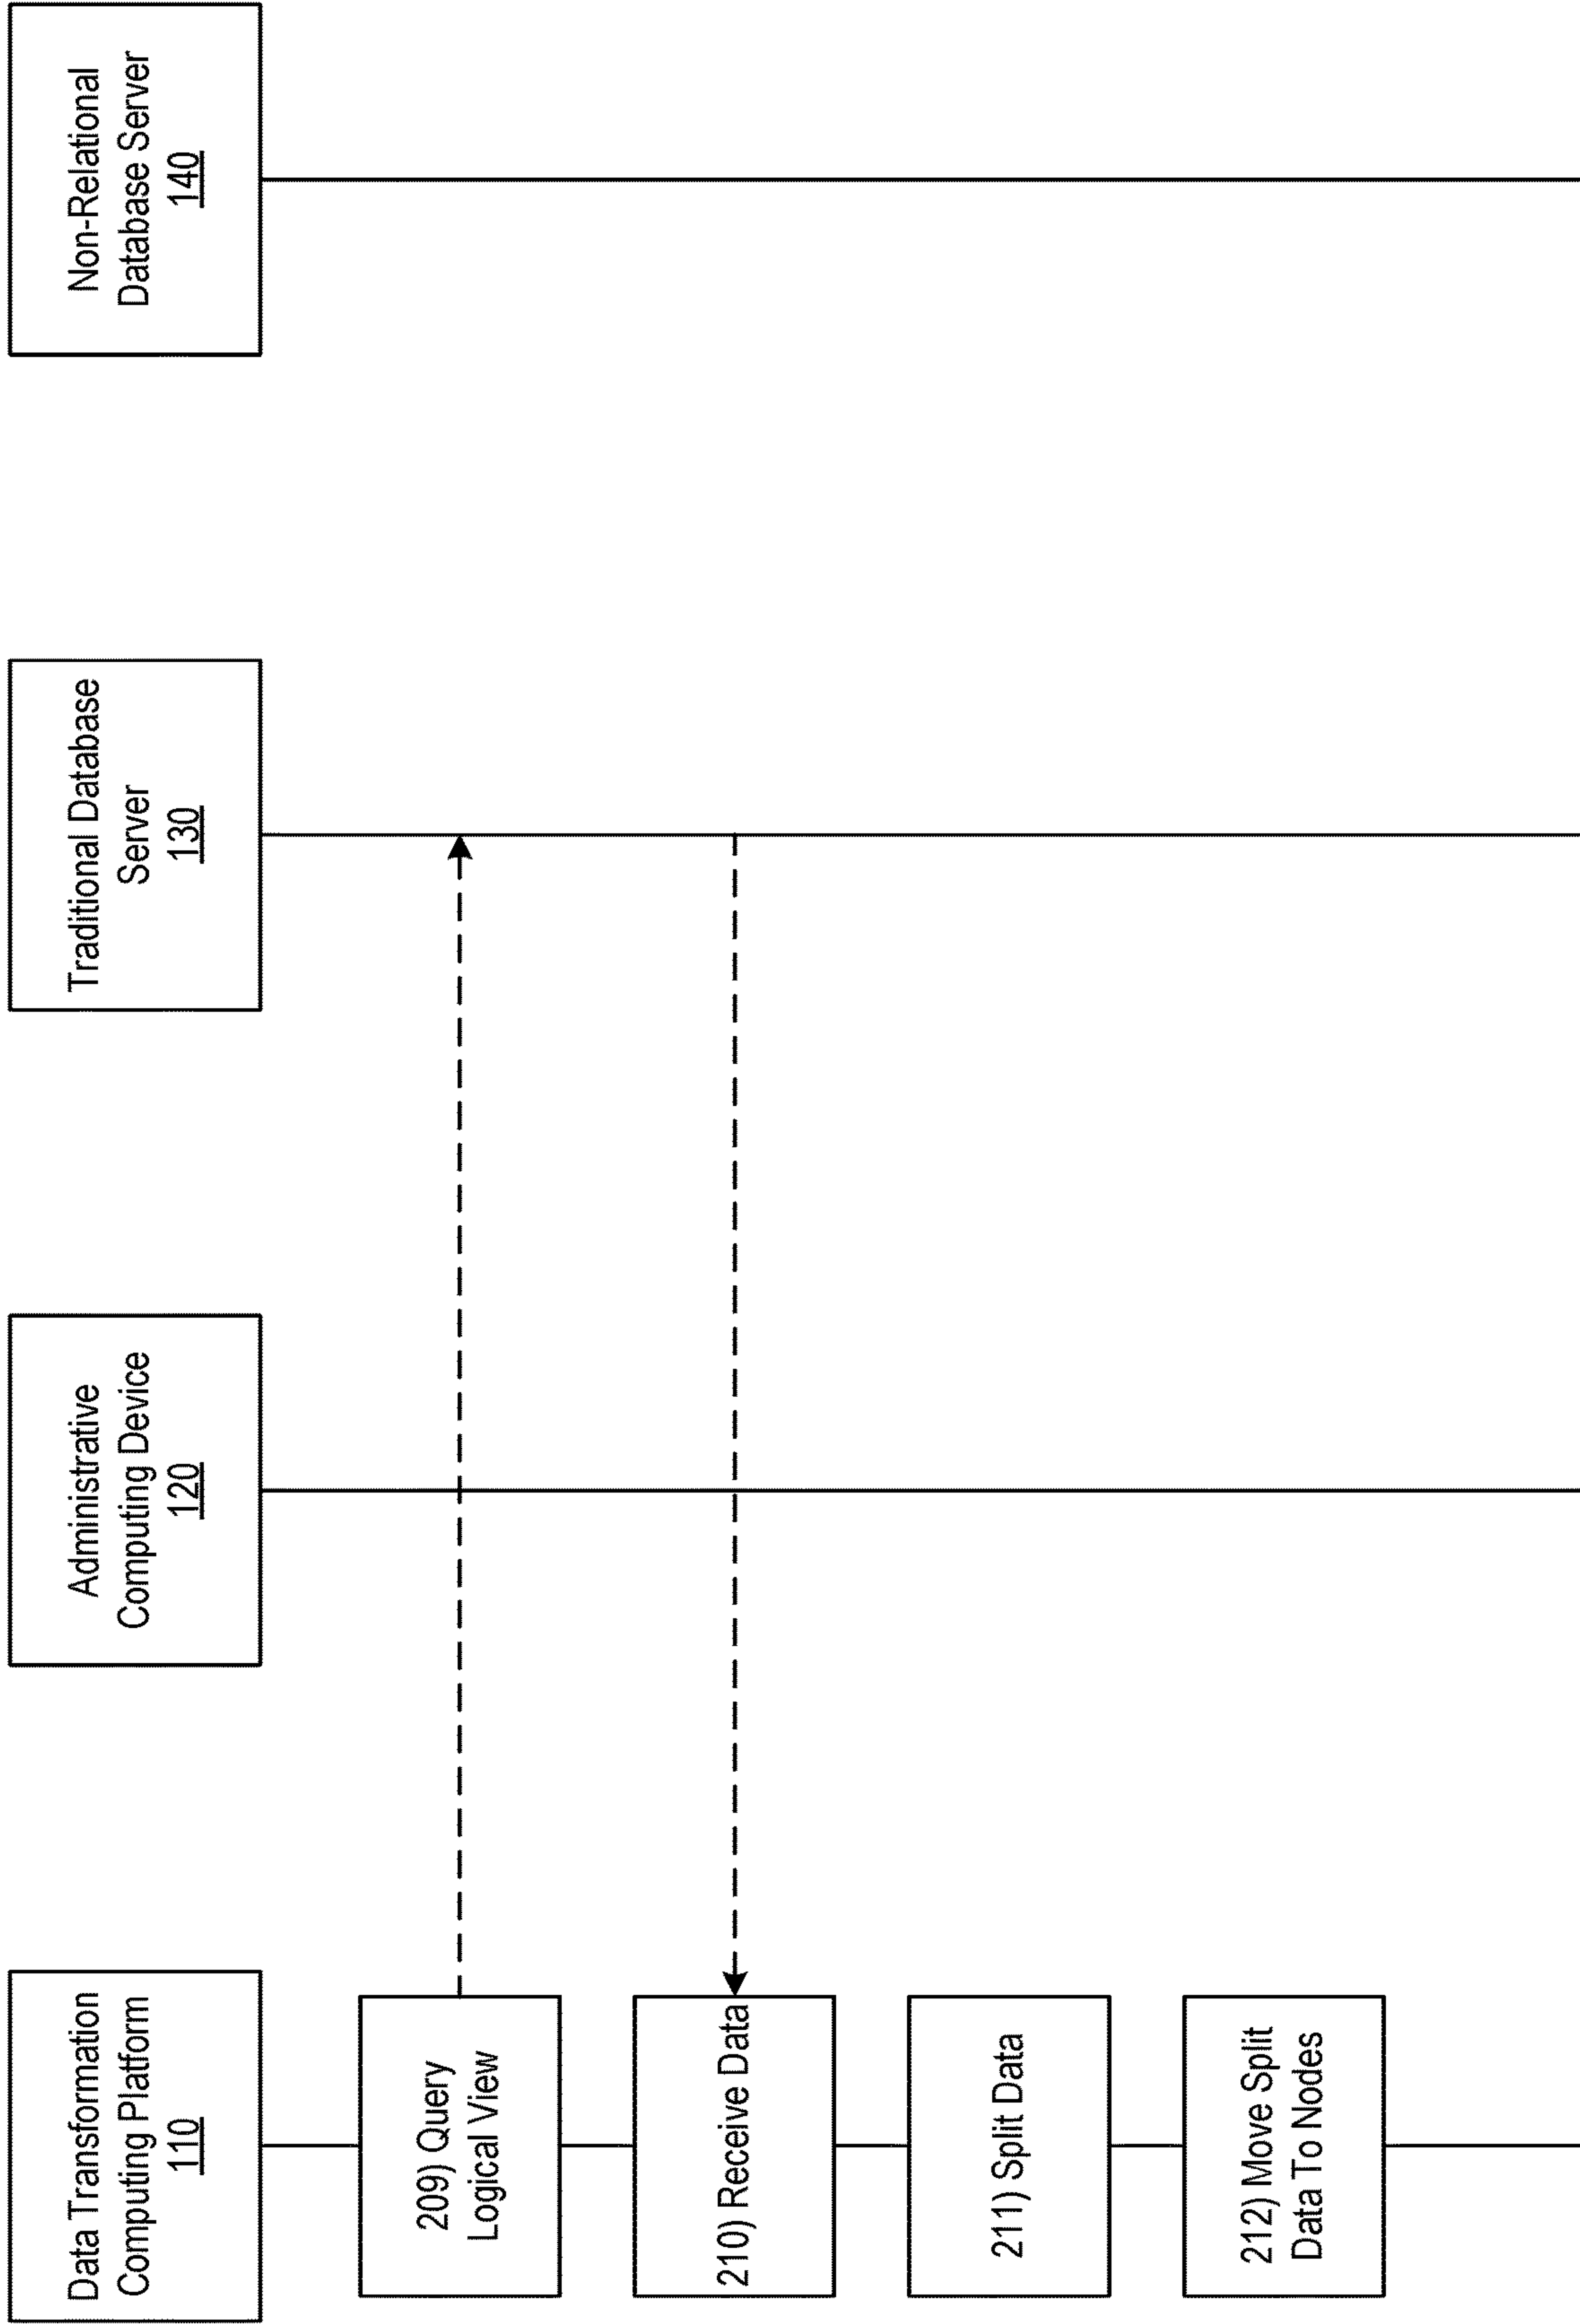 Data Transformation
Computing Platform
110
Administrative
Computing Device
120
Traditional Database
Server
130
Non-Relational
Database Server
140
209) Query
Logical View
210) Receive Data
211) Split Data
212) Move Split
Data To Nodes